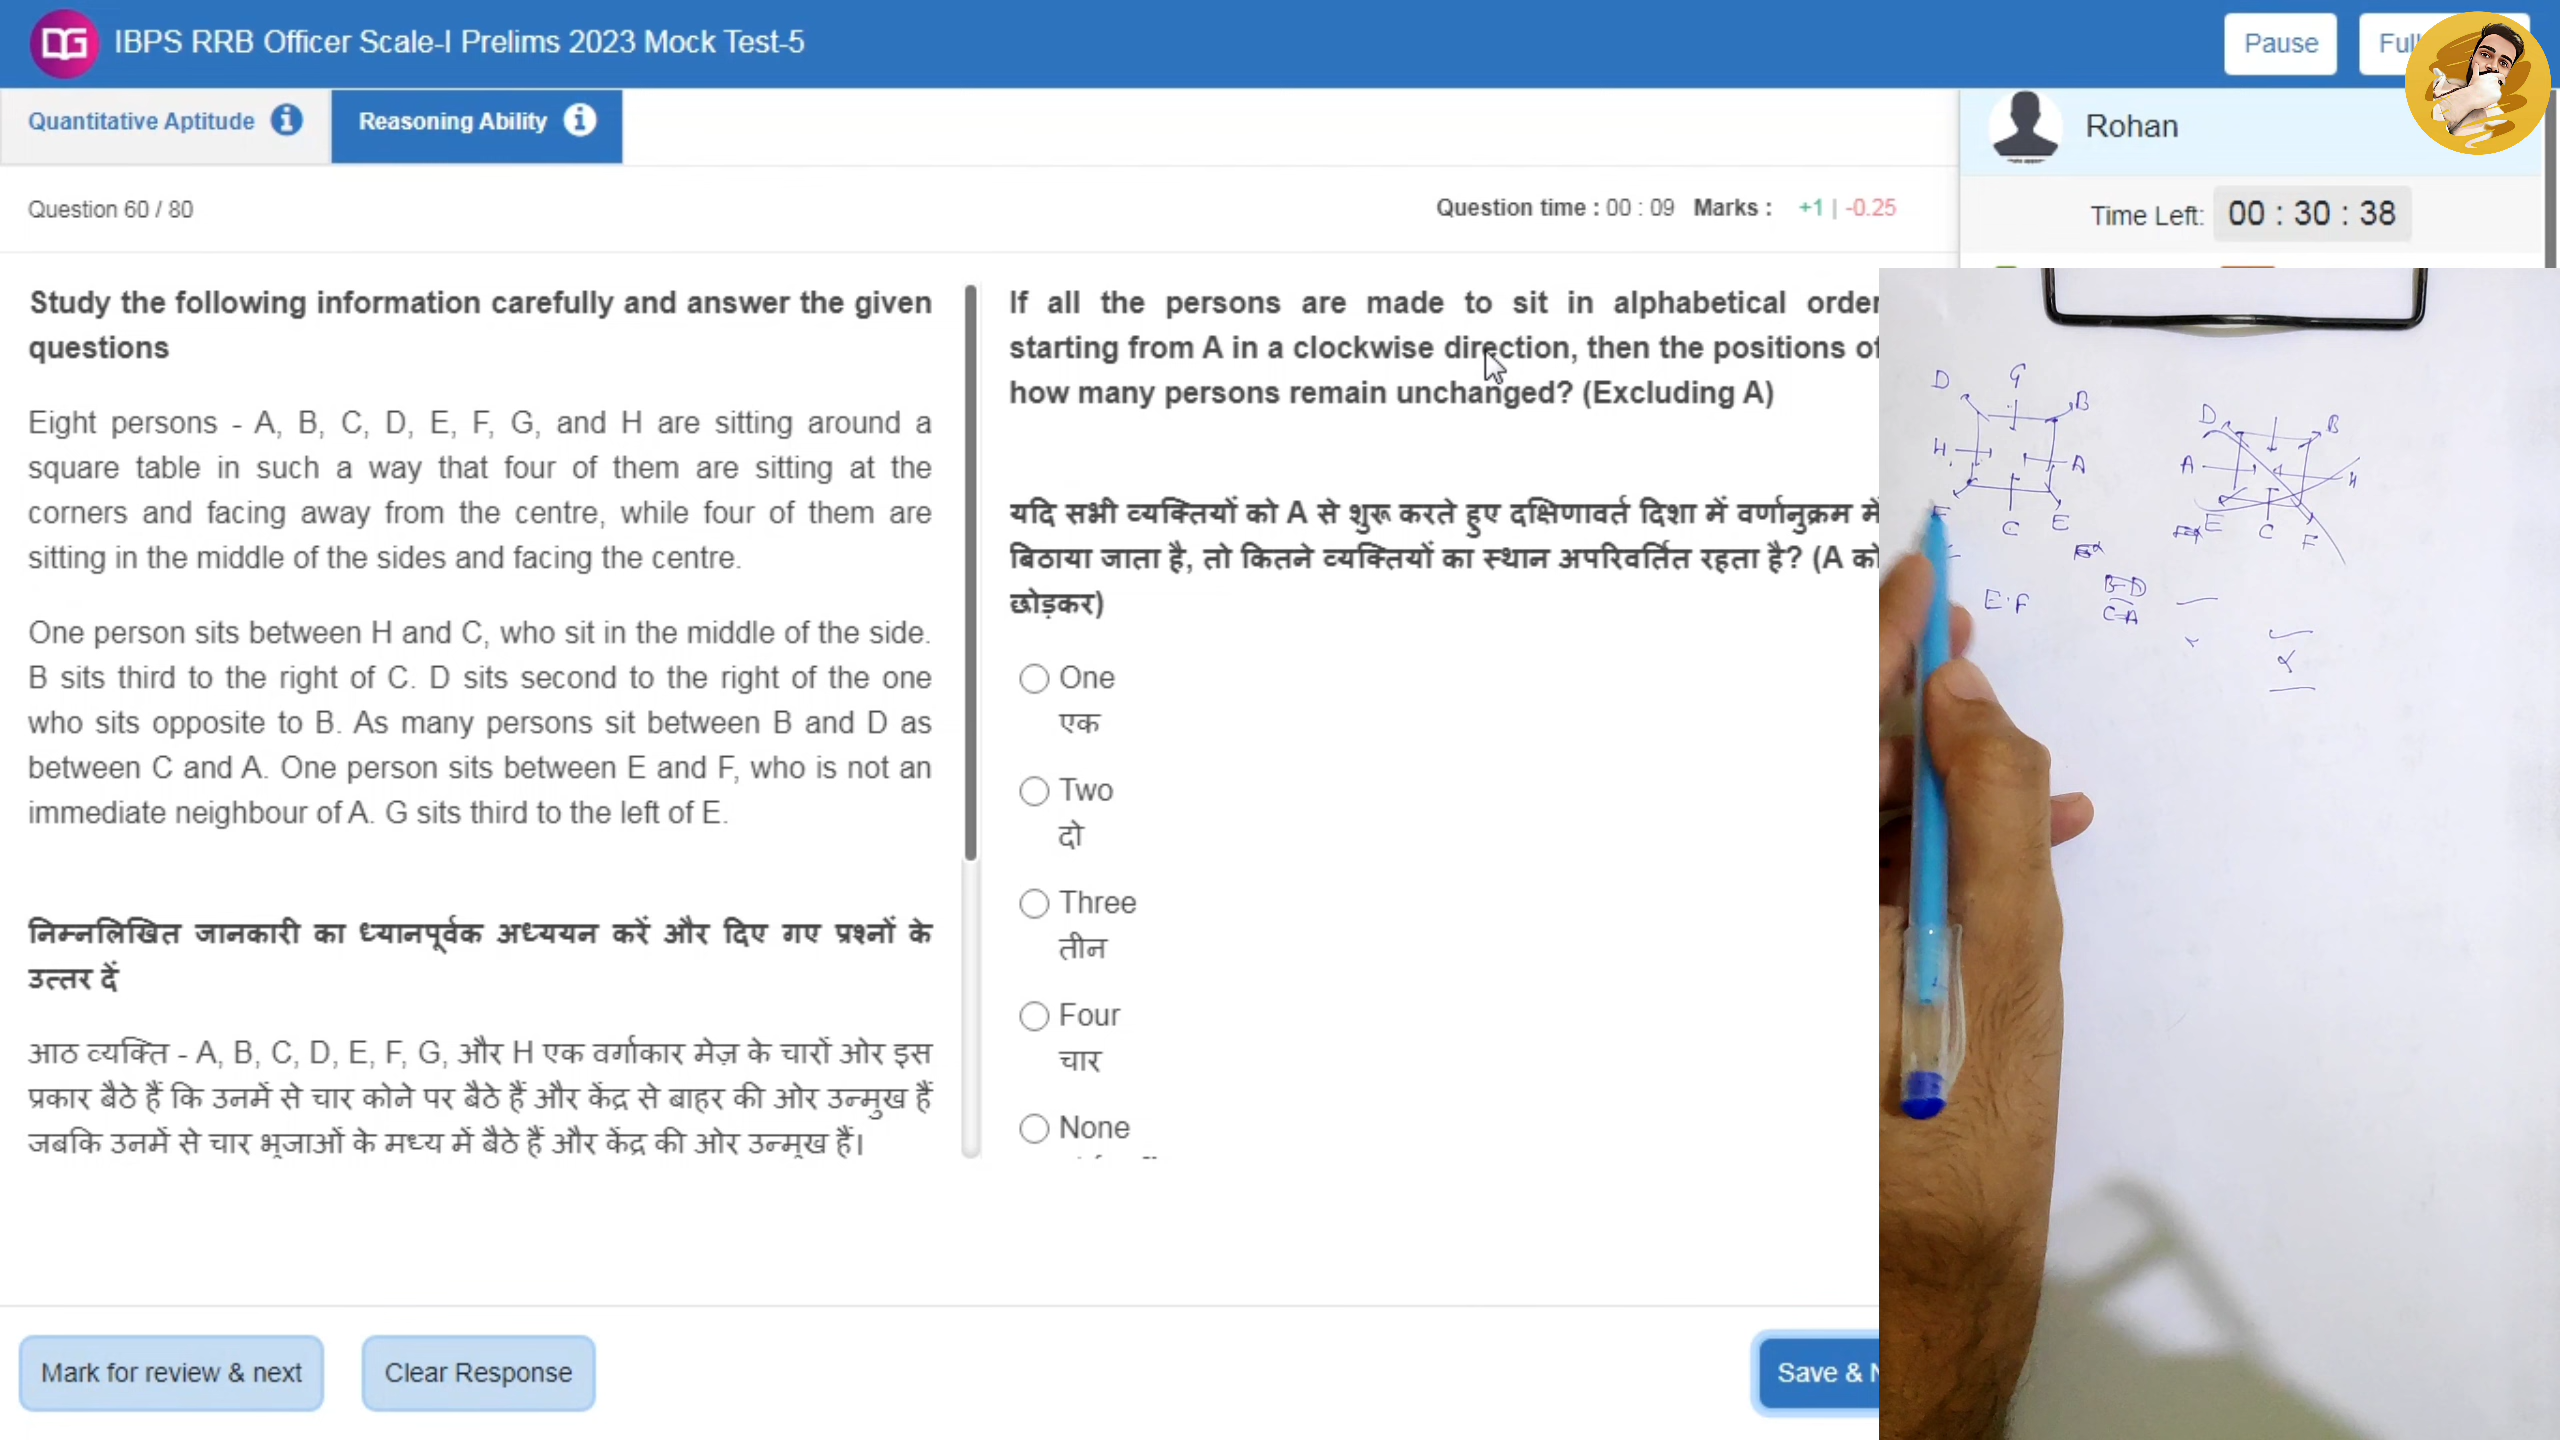 IBPS RRB Officer Scale-I Prelims 2023 Mock Test-5
Pause
Quantitative Aptitude
Reasoning Ability
Rohan
Question 60 / 80
Question time : 00 : 09 Marks : +1 | -0.25
Time Left: 00 : 30 : 38
Study the following information carefully and answer the given
questions
Eight persons - A, B, C, D, E, F, G, and H are sitting around a
square table in such a way that four of them are sitting at the
corners and facing away from the centre, while four of them are
sitting in the middle of the sides and facing the centre.
One person sits between H and C, who sit in the middle of the side.
B sits third to the right of C. D sits second to the right of the one
who sits opposite to B. As many persons sit between B and D as
between C and A. One person sits between E and F, who is not an
immediate neighbour of A. G sits third to the left of E.
निम्नलिखित जानकारी का ध्यानपूर्वक अध्ययन करें और दिए गए प्रश्नों के
उत्तर दें
आठ व्यक्ति - A, B, C, D, E, F, G, और H एक वर्गाकार मेज़ के चारों ओर इस
प्रकार बैठे हैं कि उनमें से चार कोने पर बैठे हैं और केंद्र से बाहर की ओर उन्मुख हैं
जबकि उनमें से चार भुजाओं के मध्य में बैठे हैं और केंद्र की ओर उन्मुख हैं।
If all the persons are made to sit in alphabetical order
starting from A in a clockwise direction, then the positions of
how many persons remain unchanged? (Excluding A)
यदि सभी व्यक्तियों को A से शुरू करते हुए दक्षिणावर्त दिशा में वर्णानुक्रम में
बिठाया जाता है, तो कितने व्यक्तियों का स्थान अपरिवर्तित रहता है? (A को
छोड़कर)
One
एक
Two
दो
Three
तीन
Four
चार
None
Mark for review & next
Clear Response
Save &
D G B
H A
C E
E.F
B-D
C-A
D B
A H
E C F